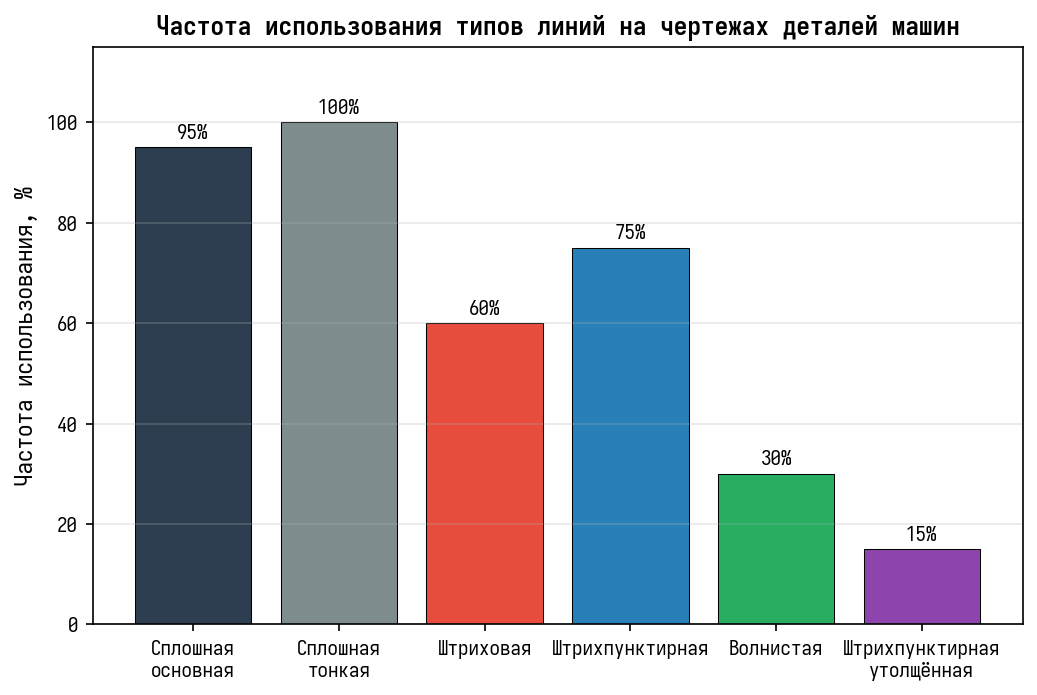 Частота использования типов линий на чертежах деталей машин
Частота использования, %
100
80
60
40
20
0
95%
100%
60%
75%
30%
15%
Сплошная
основная
Сплошная
тонкая
Штриховая
Штрихпунктирная
Волнистая
Штрихпунктирная
утолщённая